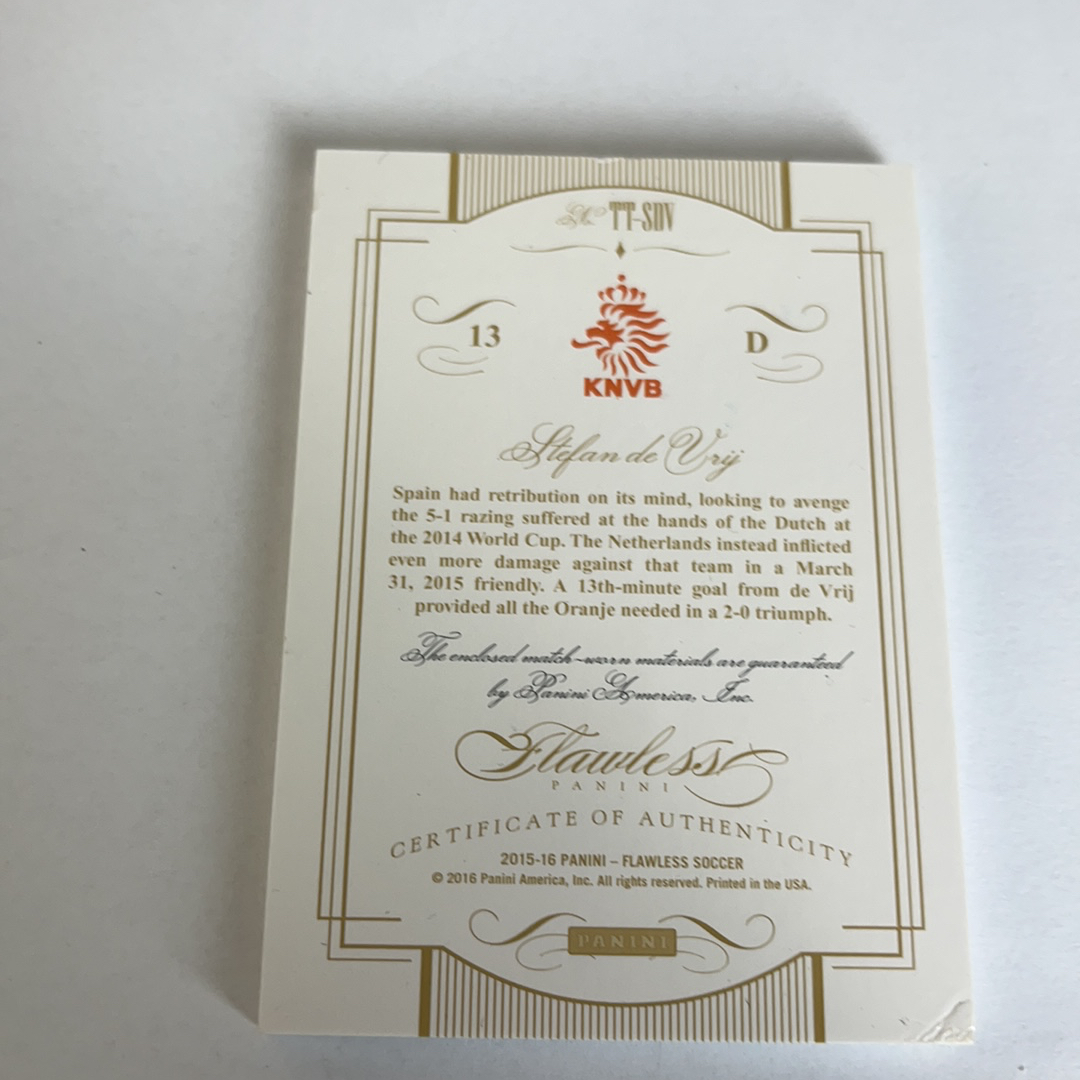 No. TT-SDV
13
D
KNVB
Stefan de Vrij
Spain had retribution on its mind, looking to avenge
the 5-1 razing suffered at the hands of the Dutch at
the 2014 World Cup. The Netherlands instead inflicted
even more damage against that team in a March
31, 2015 friendly. A 13th-minute goal from de Vrij
provided all the Oranje needed in a 2-0 triumph.
The enclosed match-worn materials are guaranteed
by Panini America, Inc.
Flawless
PANINI
CERTIFICATE OF AUTHENTICITY
2015-16 PANINI – FLAWLESS SOCCER
© 2016 Panini America, Inc. All rights reserved. Printed in the USA.
PANINI